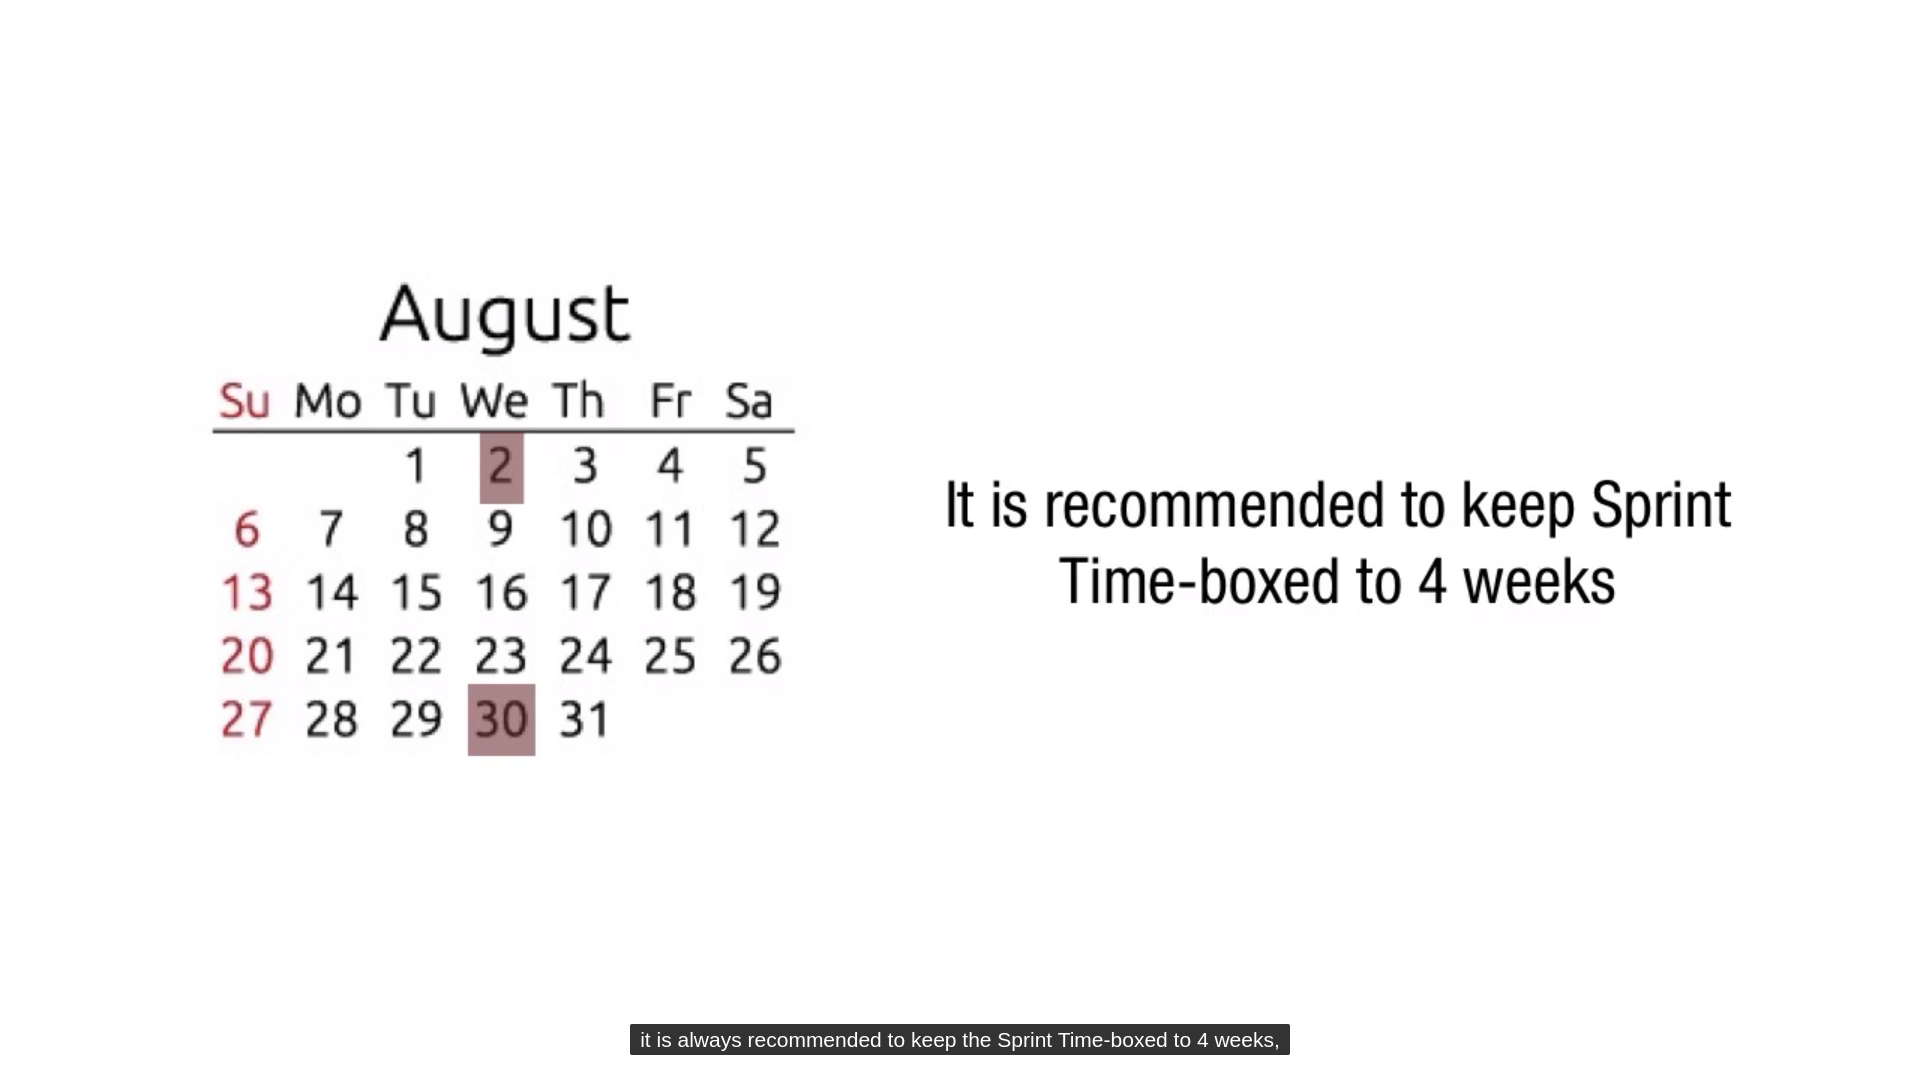 August
Su Mo Tu We Th Fr Sa
1 2 3 4 5
6 7 8 9 10 11 12
13 14 15 16 17 18 19
20 21 22 23 24 25 26
27 28 29 30 31
It is recommended to keep Sprint
Time-boxed to 4 weeks
it is always recommended to keep the Sprint Time-boxed to 4 weeks,